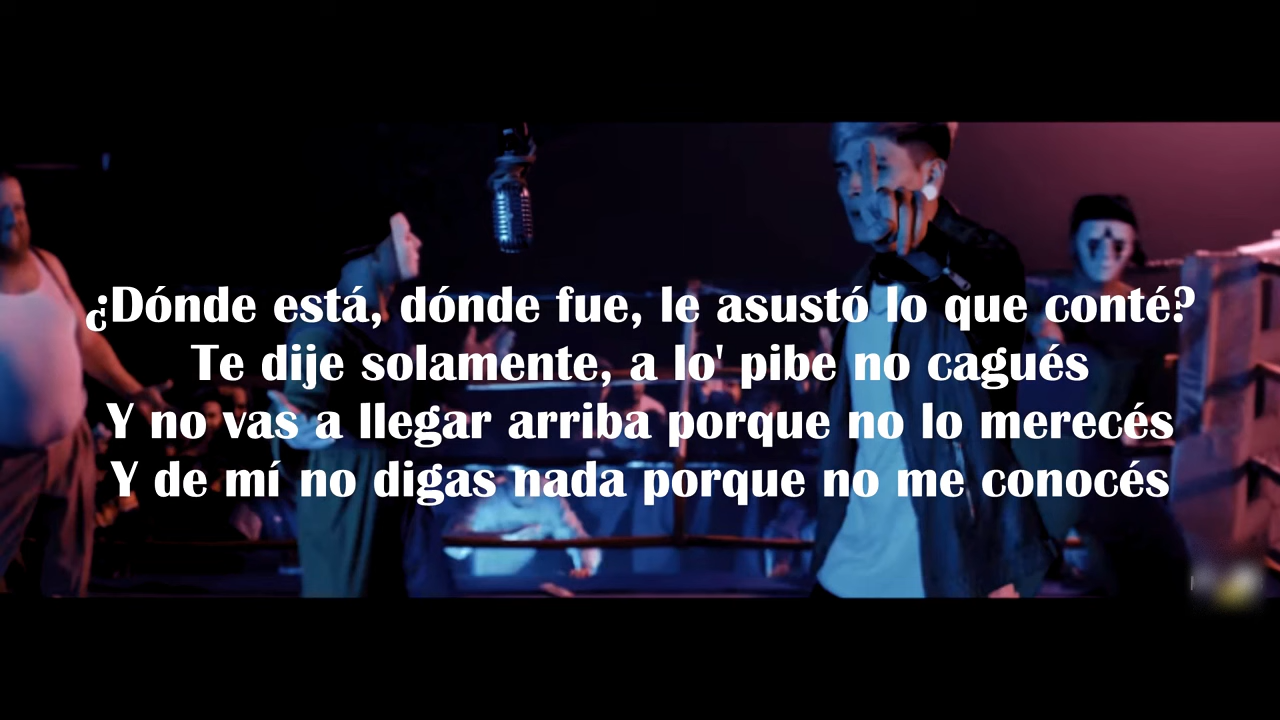 ¿Dónde está, dónde fue, le asustó lo que conté?
Te dije solamente, a lo' pibe no cagués
Y no vas a llegar arriba porque no lo merecés
Y de mí no digas nada porque no me conocés